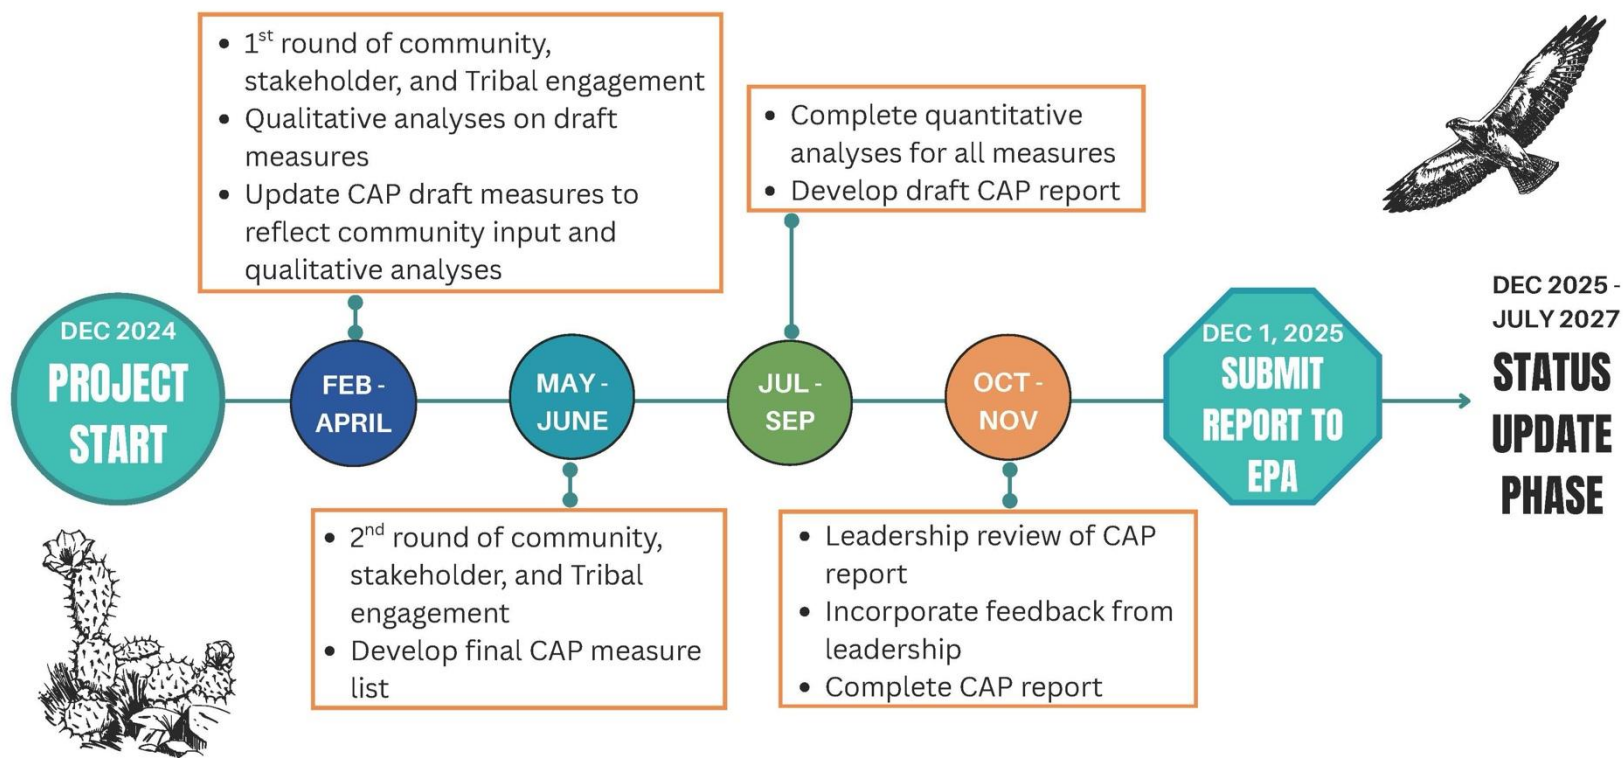 • 1st round of community,
stakeholder, and Tribal engagement
• Qualitative analyses on draft
measures
• Update CAP draft measures to
reflect community input and
qualitative analyses
• Complete quantitative
analyses for all measures
• Develop draft CAP report
DEC 2024
PROJECT
START
FEB -
APRIL
MAY -
JUNE
JUL -
SEP
OCT -
NOV
DEC 1, 2025
SUBMIT
REPORT TO
EPA
DEC 2025 -
JULY 2027
STATUS
UPDATE
PHASE
• 2nd round of community,
stakeholder, and Tribal
engagement
• Develop final CAP measure
list
• Leadership review of CAP
report
• Incorporate feedback from
leadership
• Complete CAP report